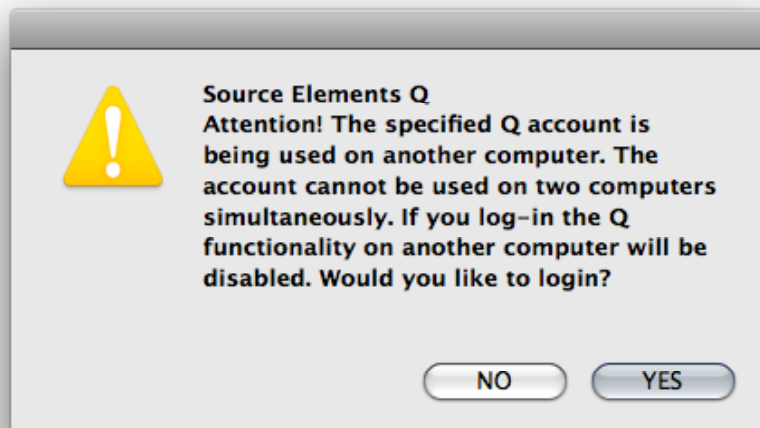 Source Elements Q
Attention! The specified Q account is
being used on another computer. The
account cannot be used on two computers
simultaneously. If you log-in the Q
functionality on another computer will be
disabled. Would you like to login?
NO YES